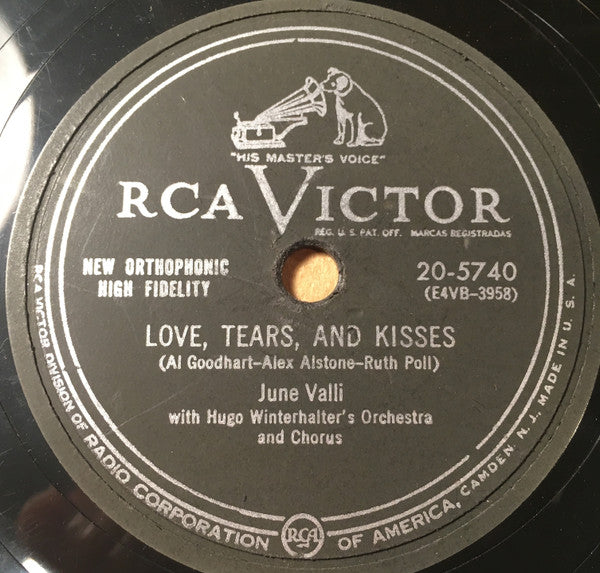 "HIS MASTER'S VOICE"
RCA VICTOR
REG. U. S. PAT. OFF. MARCAS REGISTRADAS
NEW ORTHOPHONIC
HIGH FIDELITY
20-5740
(E4VB-3958)
LOVE, TEARS, AND KISSES
(Al Goodhart-Alex Alstone-Ruth Poll)
June Valli
with Hugo Winterhalter's Orchestra
and Chorus
RCA VICTOR DIVISION OF RADIO CORPORATION OF AMERICA, CAMDEN, N. J., MADE IN U. S. A.
RCA